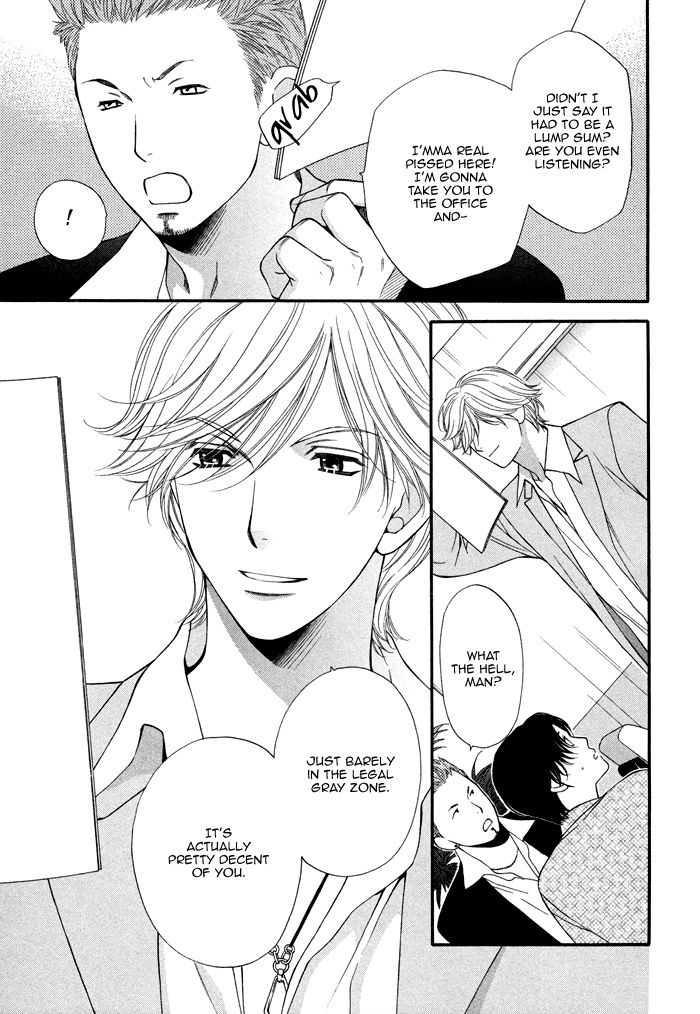 DIDN'T I
JUST SAY IT
HAD TO BE A
LUMP SUM?
ARE YOU EVEN
LISTENING?
I'MMA REAL
PISSED HERE!
I'M GONNA
TAKE YOU TO
THE OFFICE
AND-
grab
!
WHAT
THE HELL,
MAN?
JUST BARELY
IN THE LEGAL
GRAY ZONE.
IT'S
ACTUALLY
PRETTY DECENT
OF YOU.